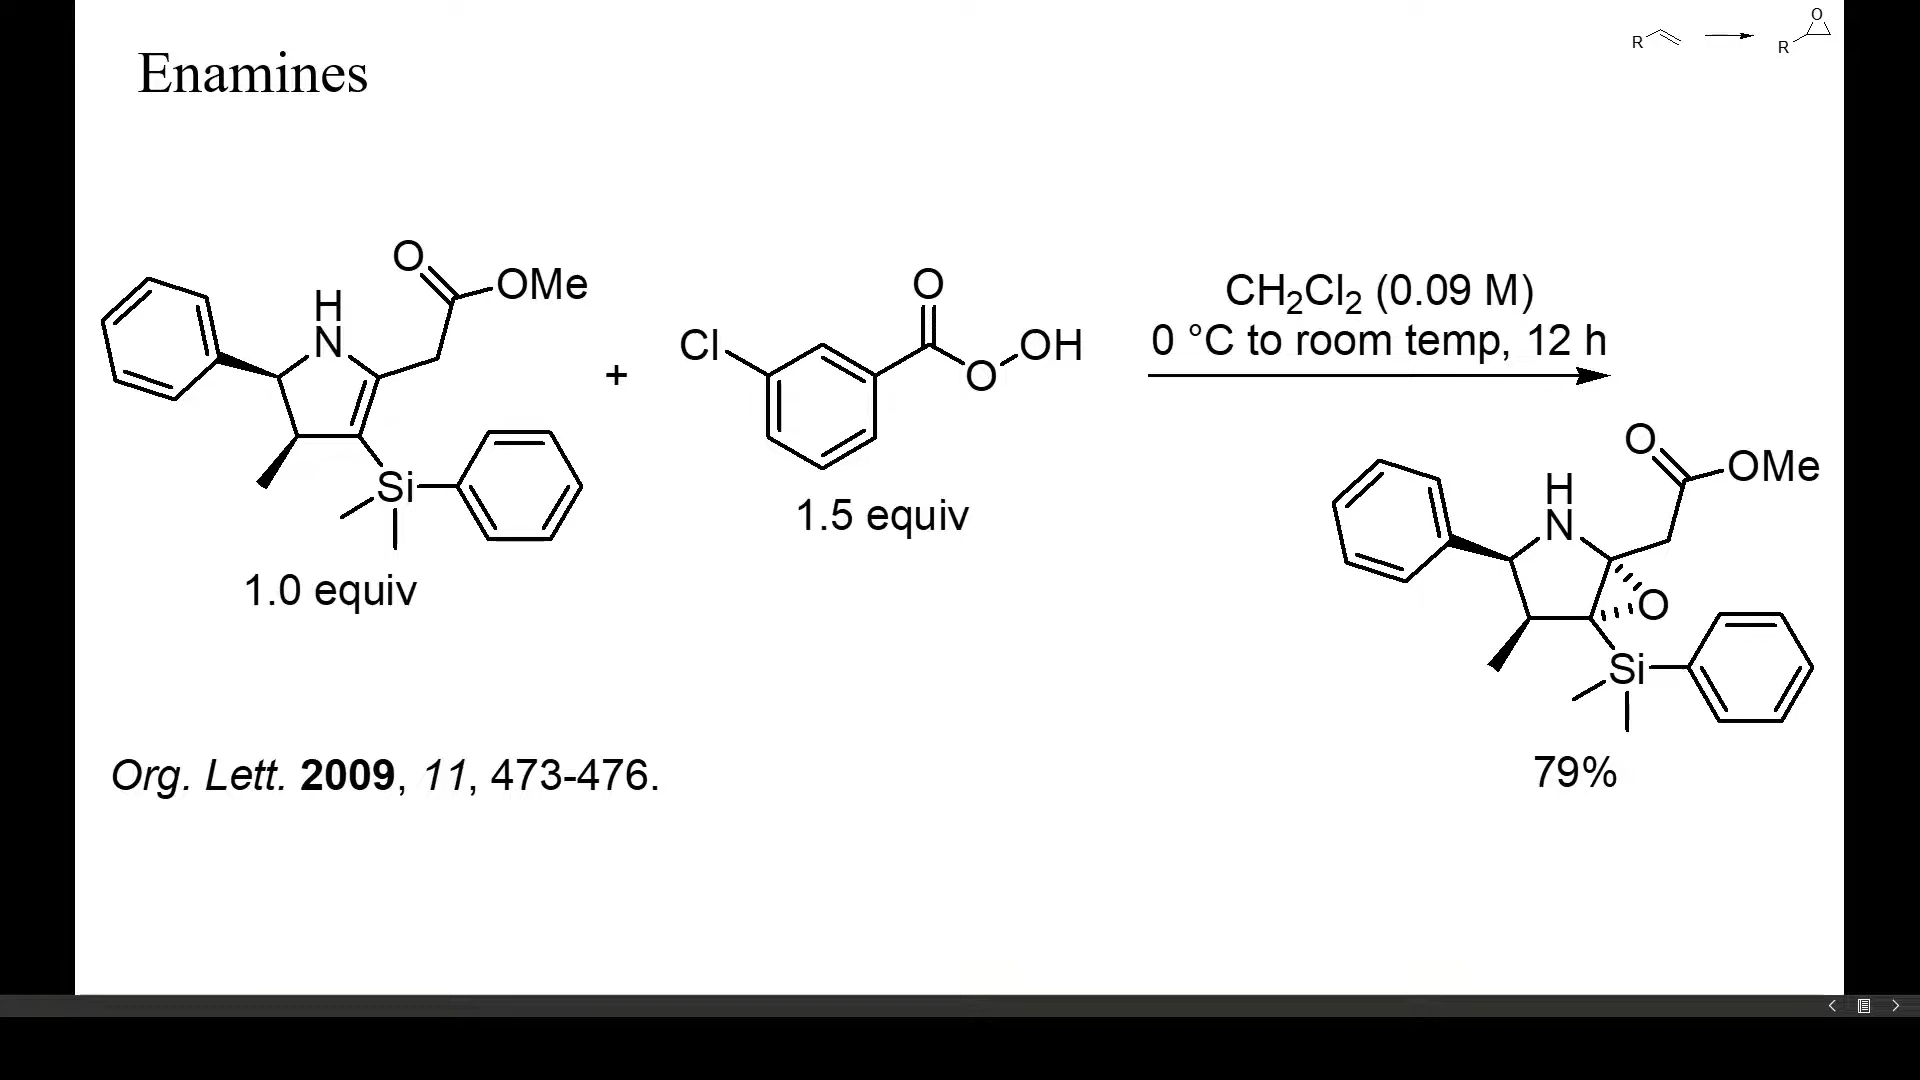 Enamines
R
O
R
O
OMe
H
N
Si
1.0 equiv
+
O
Cl
OH
O
1.5 equiv
CH₂Cl₂ (0.09 M)
0 °C to room temp, 12 h
O
OMe
H
N
O
Si
79%
Org. Lett. 2009, 11, 473-476.